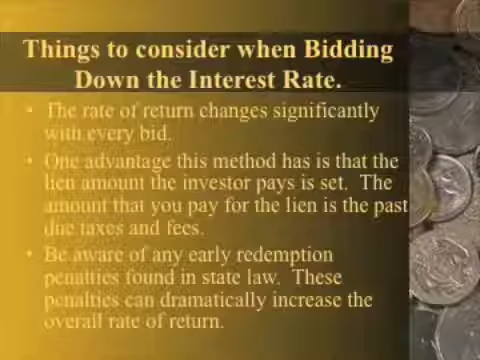 Things to consider when Bidding
Down the Interest Rate.
• The rate of return changes significantly
with every bid.
• One advantage this method has is that the
lien amount the investor pays is set. The
amount that you pay for the lien is the past
due taxes and fees.
• Be aware of any early redemption
penalties found in state law. These
penalties can dramatically increase the
overall rate of return.